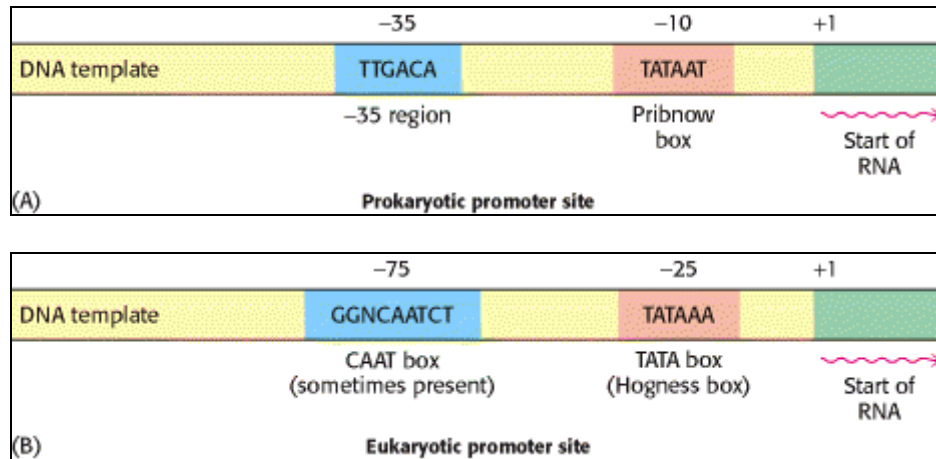 −35 −10 +1
DNA template TTGACA TATAAT
−35 region Pribnow
box Start of
RNA
(A) Prokaryotic promoter site
−75 −25 +1
DNA template GGNCAATCT TATAAA
CAAT box TATA box
(sometimes present) (Hogness box) Start of
RNA
(B) Eukaryotic promoter site